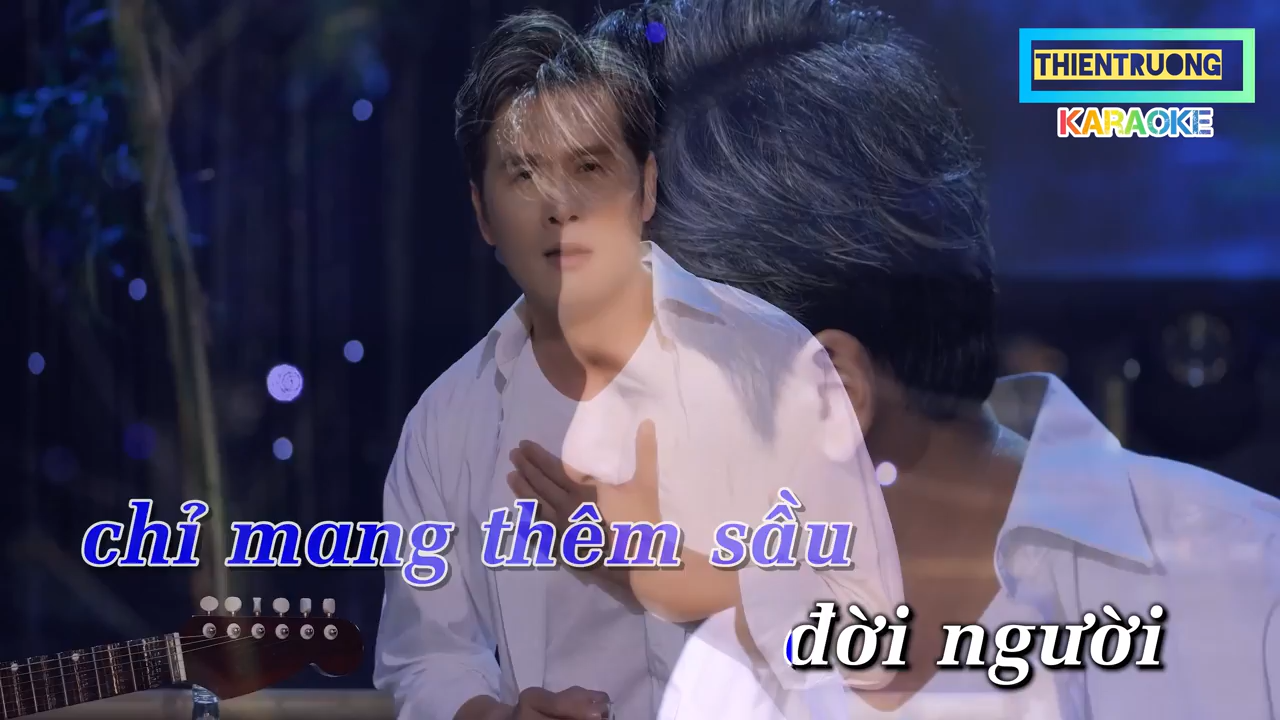 THIENTRUONG
KARAOKE
chỉ mang thêm sầu
đời người